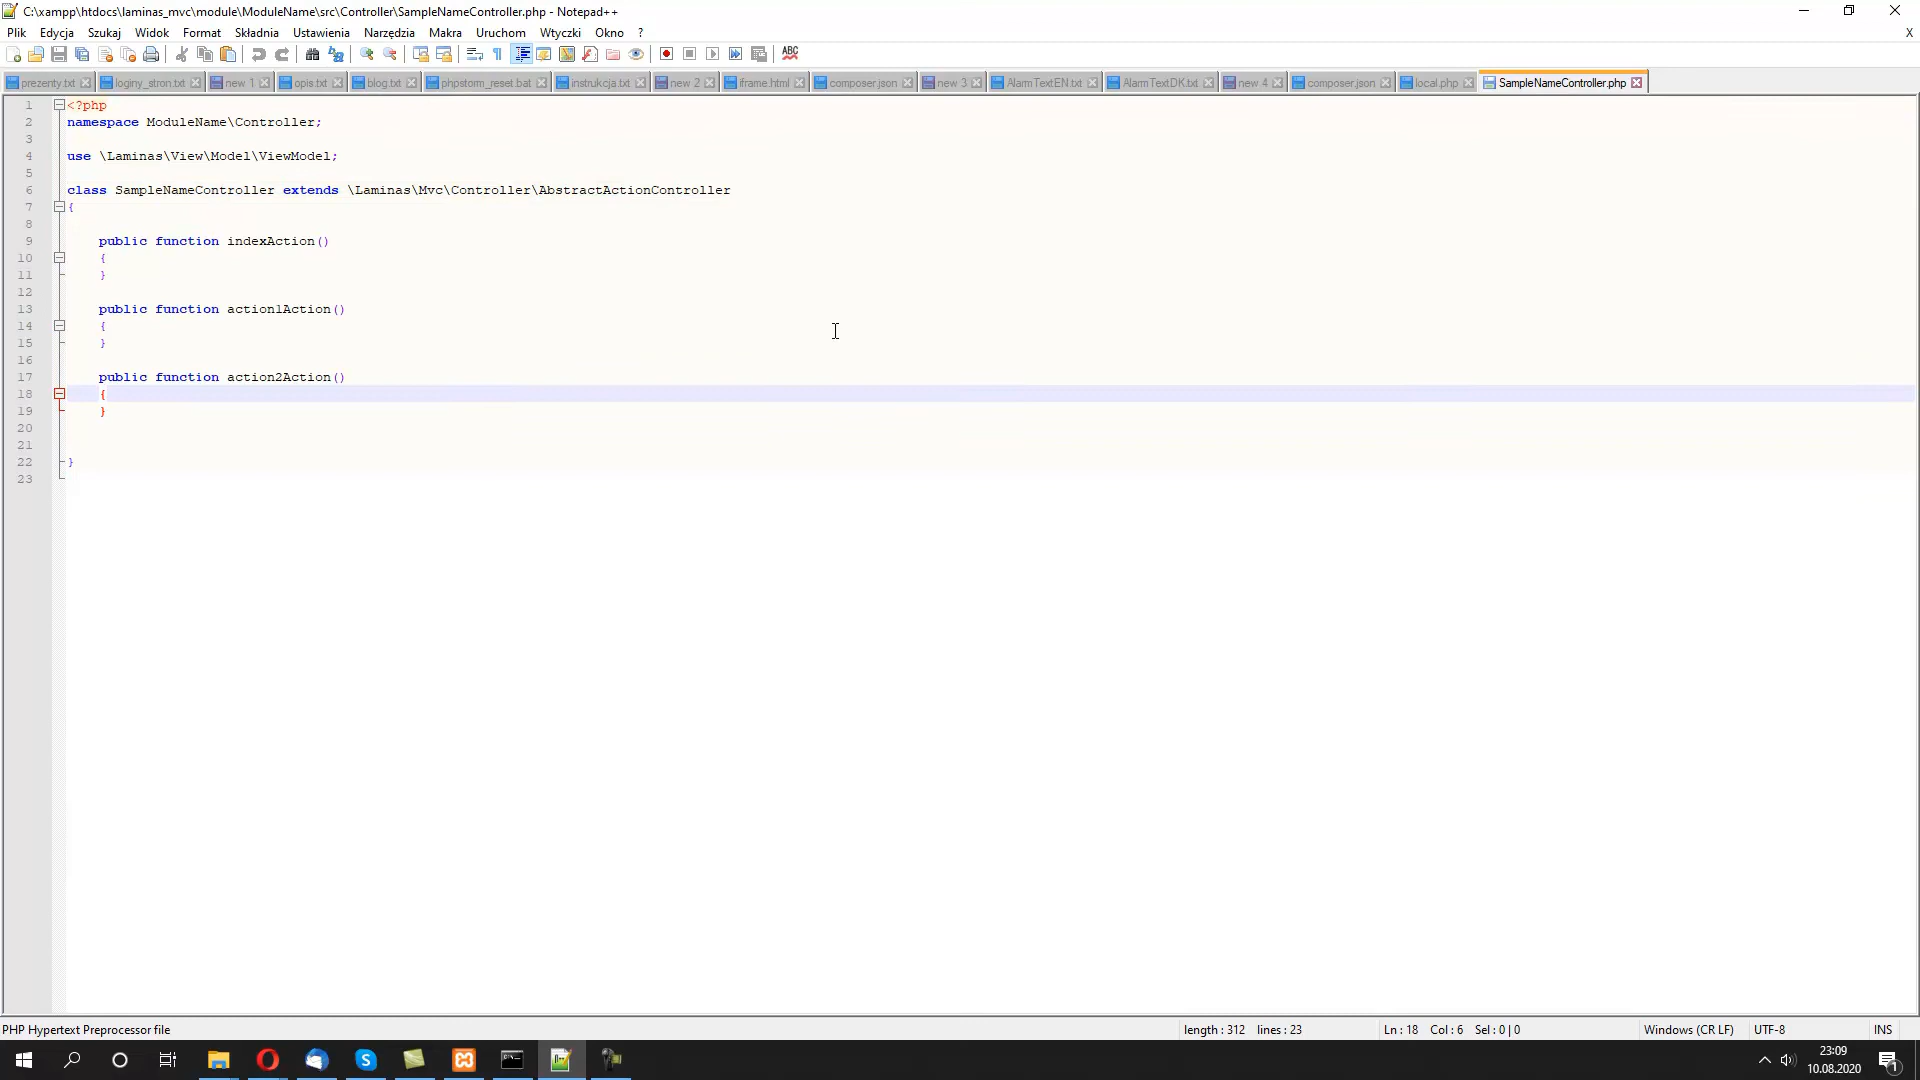 C:\xampp\htdocs\laminas_mvc\module\ModuleName\src\Controller\SampleNameController.php - Notepad++
Plik Edycja Szukaj Widok Format Składnia Ustawienia Narzędzia Makra Uruchom Wtyczki Okno ? X
ABC
prezenty.txt loginy_stron.txt new 1 opis.txt blog.txt phpstorm_reset.bat instrukcja.txt new 2 iframe.html composer.json new 3 AlarmTextEN.txt AlarmTextDK.txt new 4 composer.json local.php SampleNameController.php
1 <?php
2 namespace ModuleName\Controller;
3
4 use \Laminas\View\Model\ViewModel;
5
6 class SampleNameController extends \Laminas\Mvc\Controller\AbstractActionController
7 {
8
9 public function indexAction()
10 {
11 }
12
13 public function action1Action()
14 {
15 }
16
17 public function action2Action()
18 {
19 }
20
21
22 }
23
PHP Hypertext Preprocessor file length : 312 lines : 23 Ln : 18 Col : 6 Sel : 0 | 0 Windows (CR LF) UTF-8 INS
23:09
10.08.2020
1